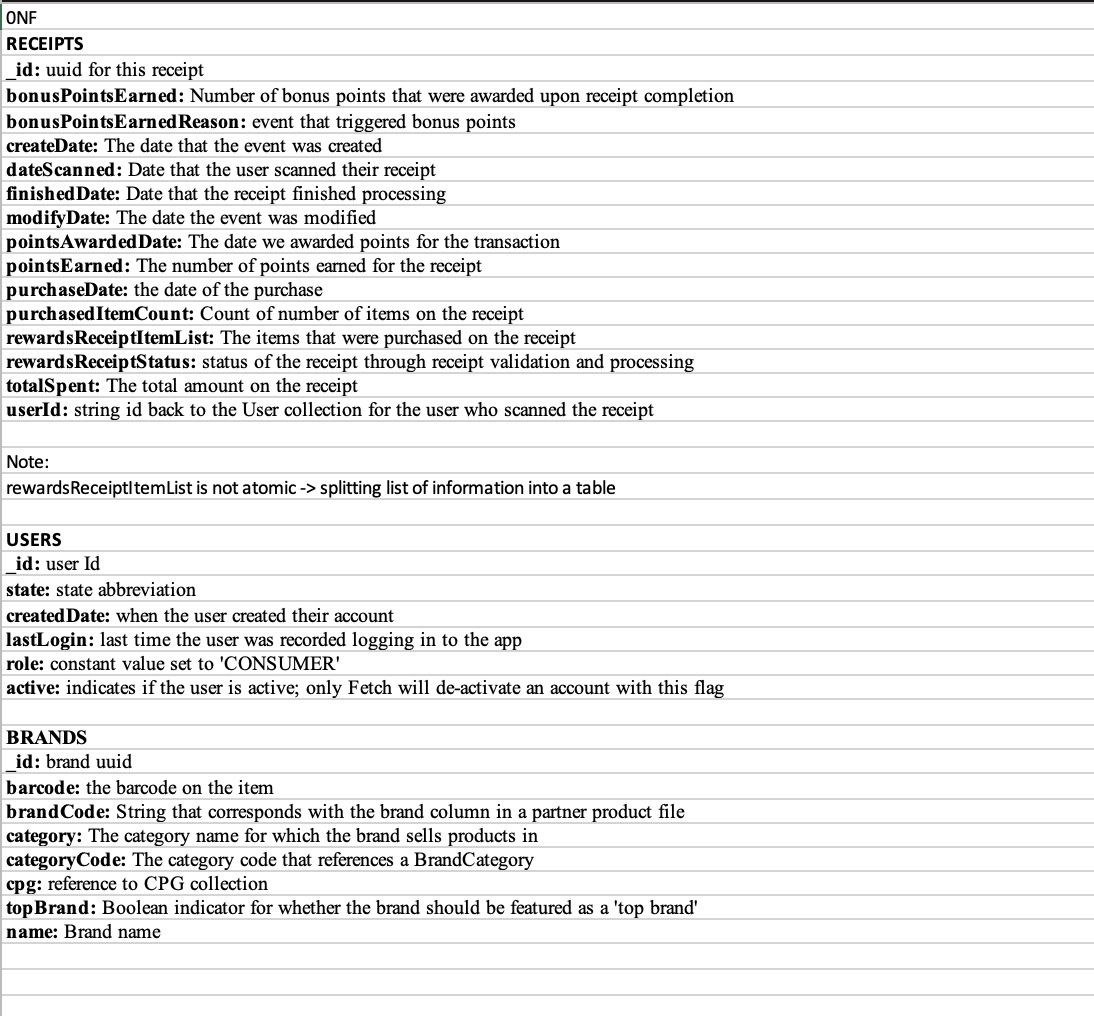 0NF
RECEIPTS
_id: uuid for this receipt
bonusPointsEarned: Number of bonus points that were awarded upon receipt completion
bonusPointsEarnedReason: event that triggered bonus points
createDate: The date that the event was created
dateScanned: Date that the user scanned their receipt
finishedDate: Date that the receipt finished processing
modifyDate: The date the event was modified
pointsAwardedDate: The date we awarded points for the transaction
pointsEarned: The number of points earned for the receipt
purchaseDate: the date of the purchase
purchasedItemCount: Count of number of items on the receipt
rewardsReceiptItemList: The items that were purchased on the receipt
rewardsReceiptStatus: status of the receipt through receipt validation and processing
totalSpent: The total amount on the receipt
userId: string id back to the User collection for the user who scanned the receipt
Note:
rewardsReceiptItemList is not atomic -> splitting list of information into a table
USERS
_id: user Id
state: state abbreviation
createdDate: when the user created their account
lastLogin: last time the user was recorded logging in to the app
role: constant value set to 'CONSUMER'
active: indicates if the user is active; only Fetch will de-activate an account with this flag
BRANDS
_id: brand uuid
barcode: the barcode on the item
brandCode: String that corresponds with the brand column in a partner product file
category: The category name for which the brand sells products in
categoryCode: The category code that references a BrandCategory
cpg: reference to CPG collection
topBrand: Boolean indicator for whether the brand should be featured as a 'top brand'
name: Brand name